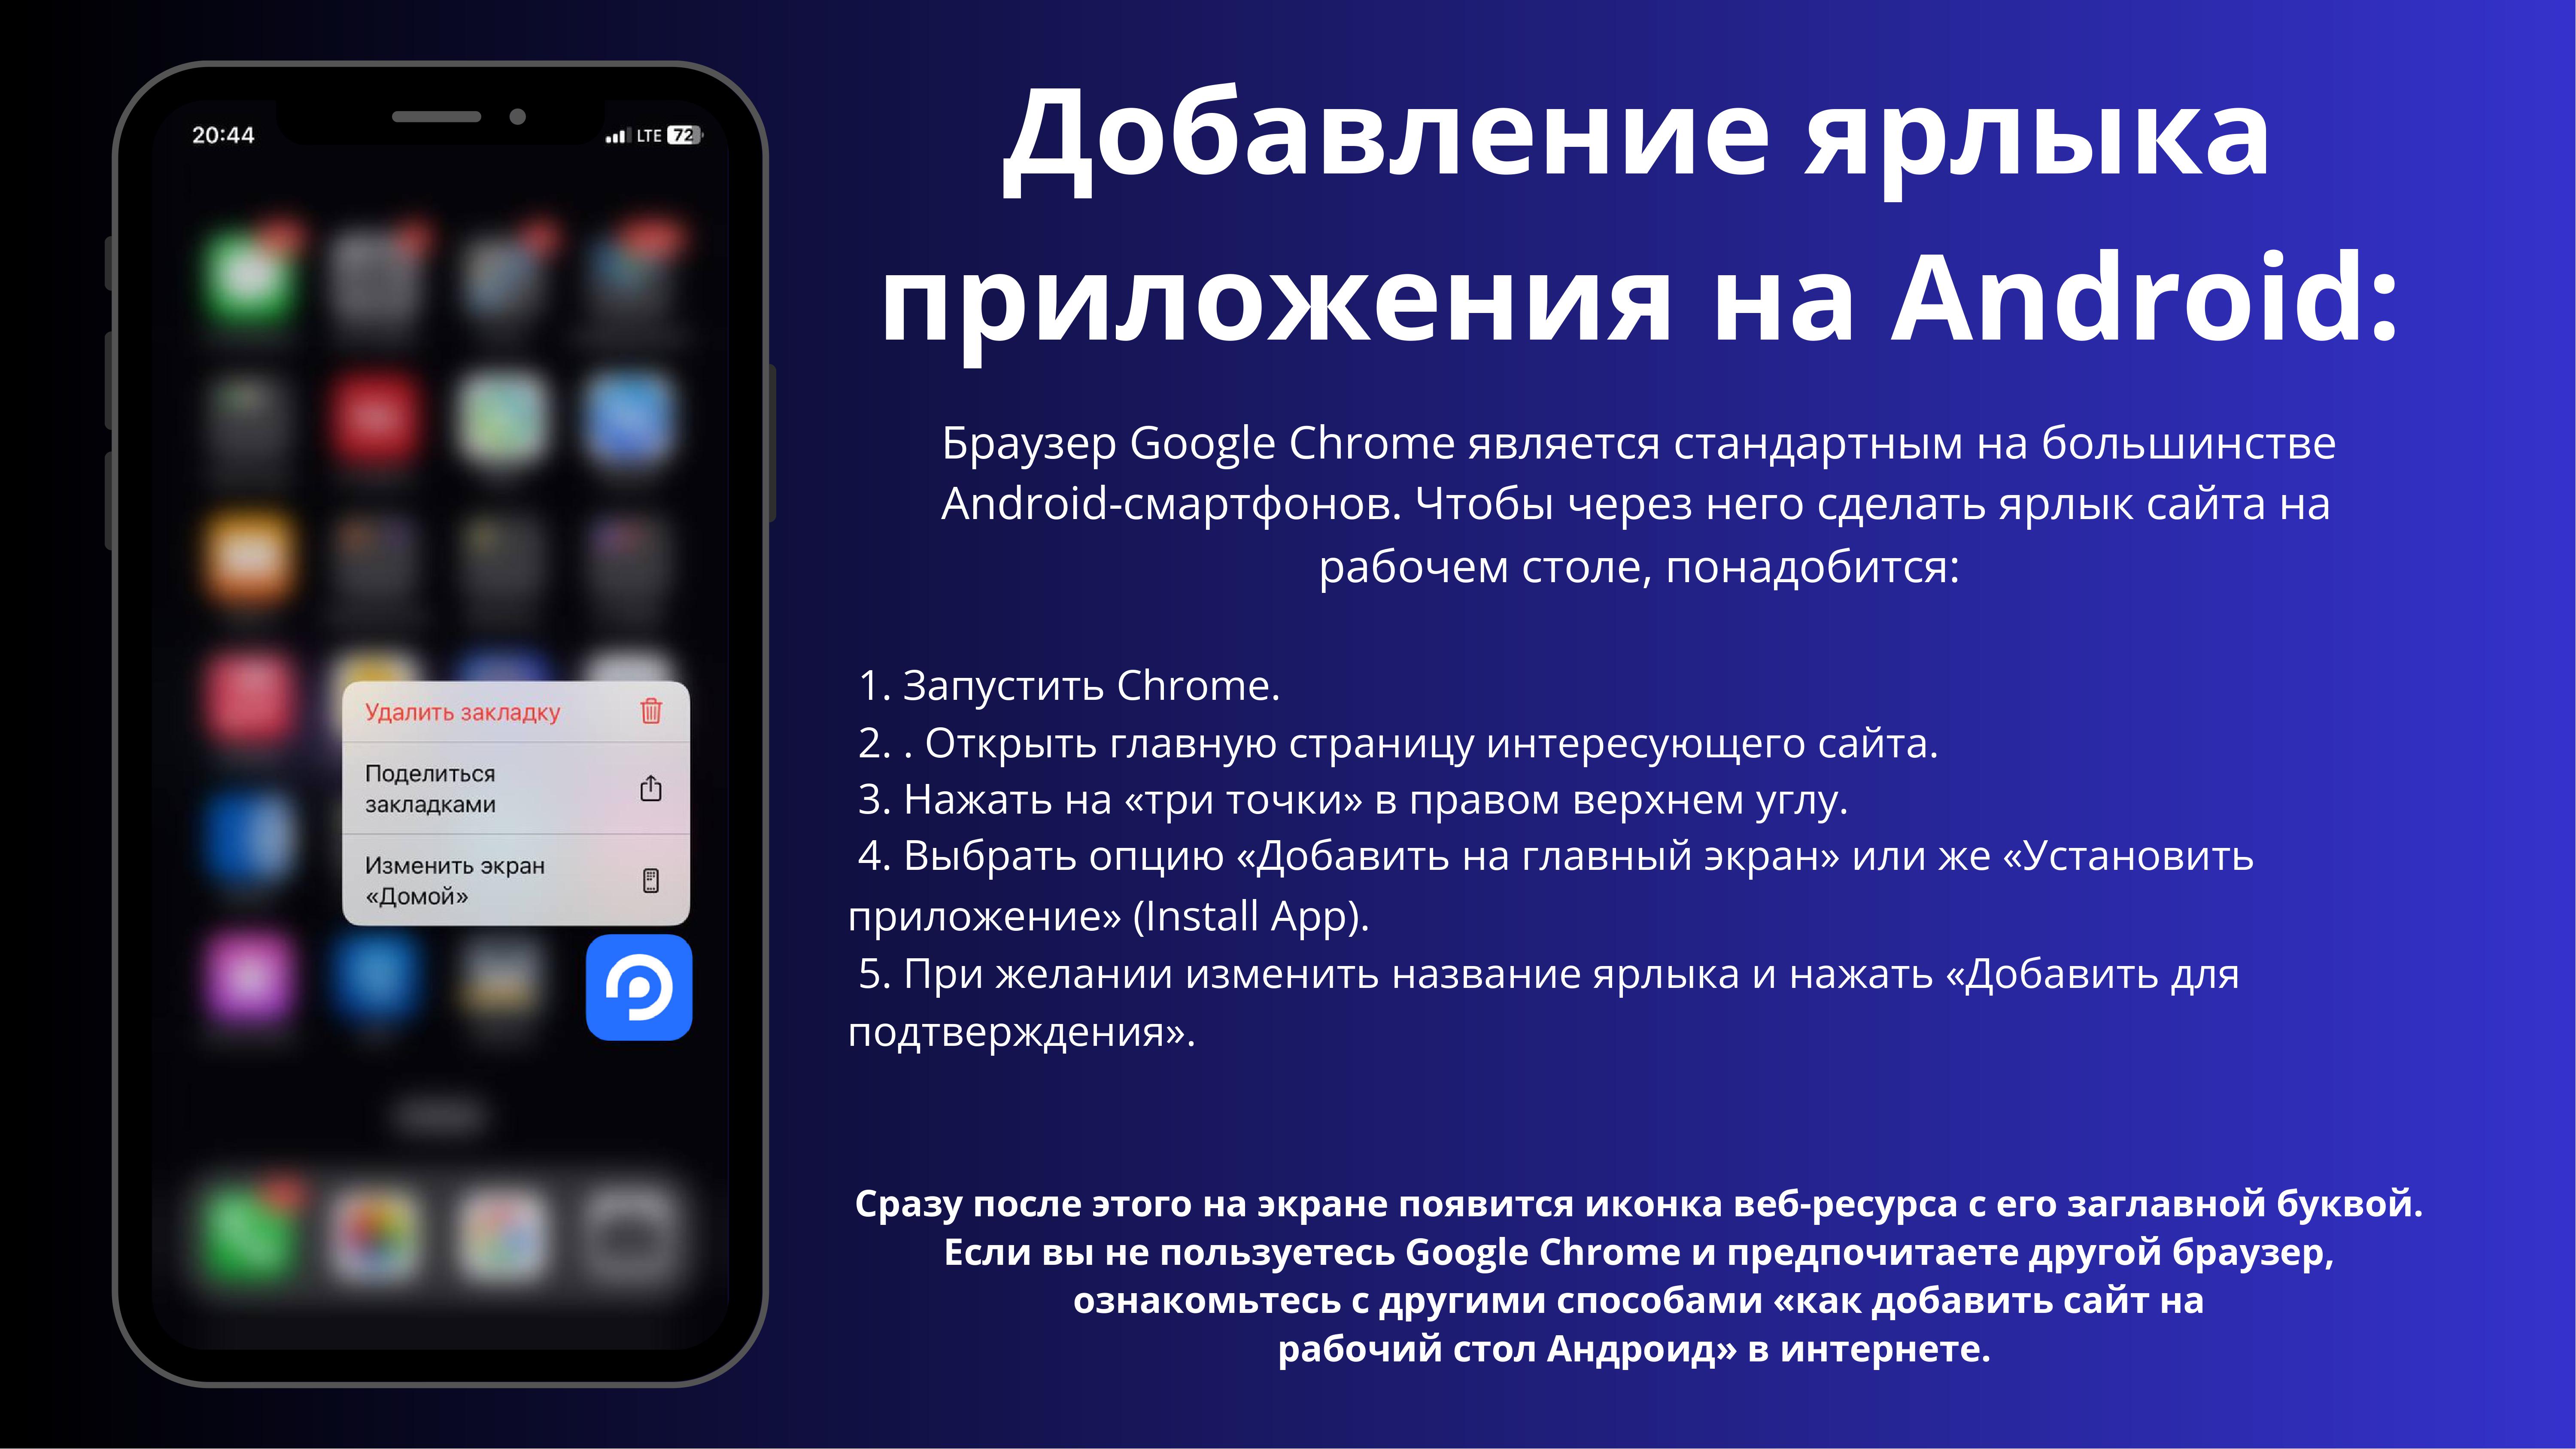 20:44
LTE 72
Удалить закладку
Поделиться
закладками
Изменить экран
«Домой»
Добавление ярлыка
приложения на Android:
Браузер Google Chrome является стандартным на большинстве
Android-смартфонов. Чтобы через него сделать ярлык сайта на
рабочем столе, понадобится:
1. Запустить Chrome.
2. . Открыть главную страницу интересующего сайта.
3. Нажать на «три точки» в правом верхнем углу.
4. Выбрать опцию «Добавить на главный экран» или же «Установить
приложение» (Install App).
5. При желании изменить название ярлыка и нажать «Добавить для
подтверждения».
Сразу после этого на экране появится иконка веб-ресурса с его заглавной буквой.
Если вы не пользуетесь Google Chrome и предпочитаете другой браузер,
ознакомьтесь с другими способами «как добавить сайт на
рабочий стол Андроид» в интернете.